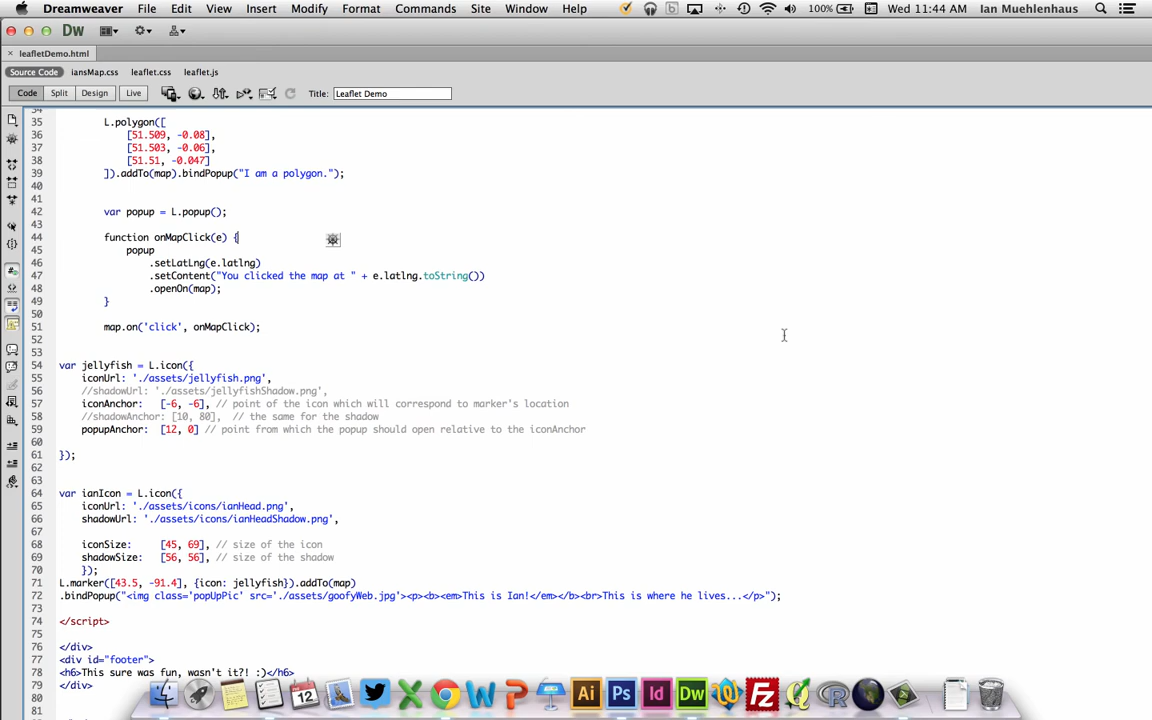 Dreamweaver File Edit View Insert Modify Format Commands Site Window Help 100% Wed 11:44 AM Ian Muehlenhaus
Dw
× leafletDemo.html
Source Code iansMap.css leaflet.css leaflet.js
Code Split Design Live Title: Leaflet Demo
34
35 L.polygon([
36 [51.509, -0.08],
37 [51.503, -0.06],
38 [51.51, -0.047]
39 ]).addTo(map).bindPopup("I am a polygon.");
40
41
42 var popup = L.popup();
43
44 function onMapClick(e) {
45 popup
46 .setLatLng(e.latlng)
47 .setContent("You clicked the map at " + e.latlng.toString())
48 .openOn(map);
49 }
50
51 map.on('click', onMapClick);
52
53
54 var jellyfish = L.icon({
55 iconUrl: './assets/jellyfish.png',
56 //shadowUrl: './assets/jellyfishShadow.png',
57 iconAnchor: [-6, -6], // point of the icon which will correspond to marker's location
58 //shadowAnchor: [10, 80], // the same for the shadow
59 popupAnchor: [12, 0] // point from which the popup should open relative to the iconAnchor
60
61 });
62
63
64 var ianIcon = L.icon({
65 iconUrl: './assets/icons/ianHead.png',
66 shadowUrl: './assets/icons/ianHeadShadow.png',
67
68 iconSize: [45, 69], // size of the icon
69 shadowSize: [56, 56], // size of the shadow
70 });
71 L.marker([43.5, -91.4], {icon: jellyfish}).addTo(map)
72 .bindPopup("<img class='popUpPic' src='./assets/goofyWeb.jpg'><p><b><em>This is Ian!</em></b><br>This is where he lives...</p>");
73
74 </script>
75
76 </div>
77 <div id="footer">
78 <h6>This sure was fun, wasn't it?! :)</h6>
79 </div>
80
81
12 Ai Ps Id Dw Fz R